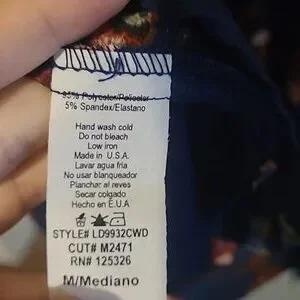 95% Polyester/Poliester
5% Spandex/Elastano
Hand wash cold
Do not bleach
Low iron
Made in U.S.A.
Lavar agua fria
No usar blanqueador
Planchar al reves
Secar colgado
Hecho en E.U.A
STYLE# LD9932CWD
CUT# M2471
RN# 125326
M/Mediano